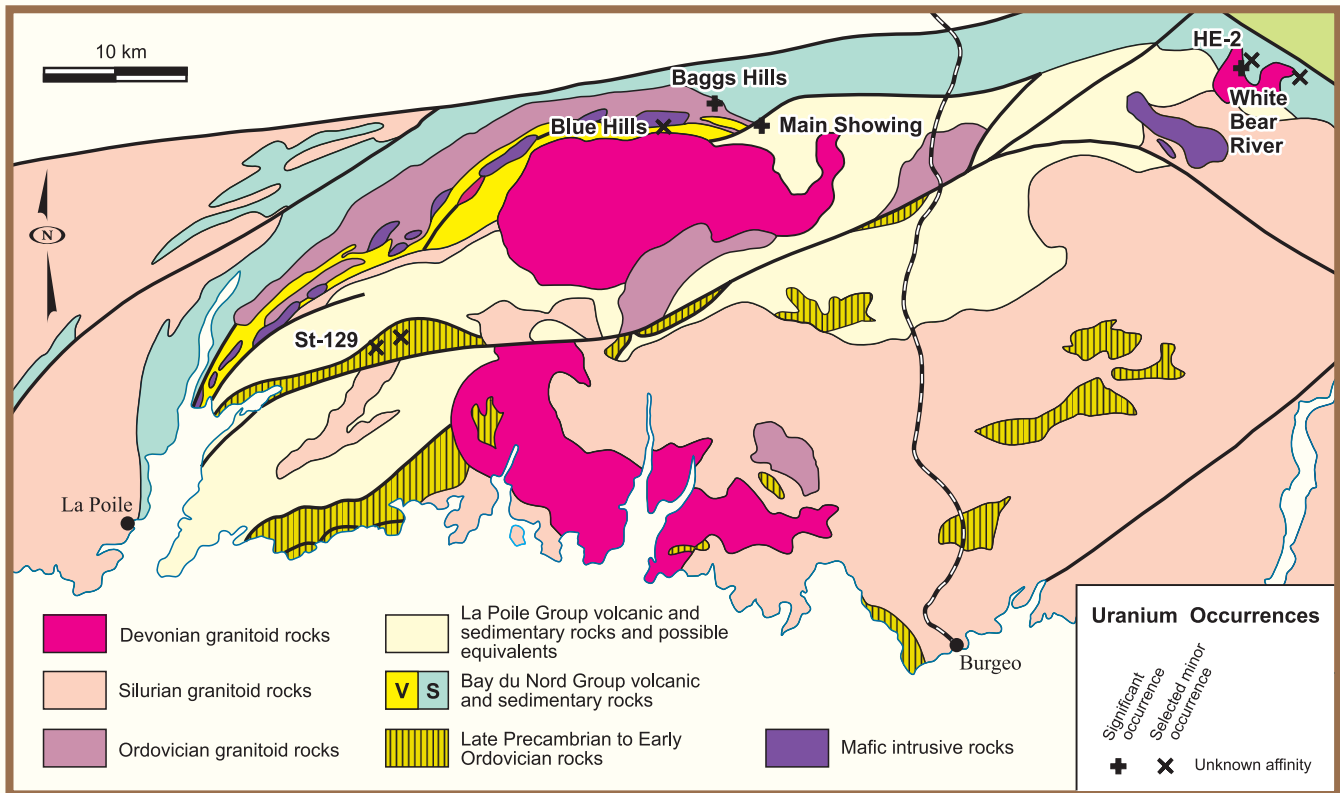 10 km
HE-2
Baggs Hills
Blue Hills
Main Showing
White
Bear
River
N
St-129
La Poile
Burgeo
Devonian granitoid rocks
Silurian granitoid rocks
Ordovician granitoid rocks
La Poile Group volcanic and
sedimentary rocks and possible
equivalents
V S
Bay du Nord Group volcanic
and sedimentary rocks
Late Precambrian to Early
Ordovician rocks
Mafic intrusive rocks
Uranium Occurrences
Significant
occurrence
Selected minor
occurrence
Unknown affinity